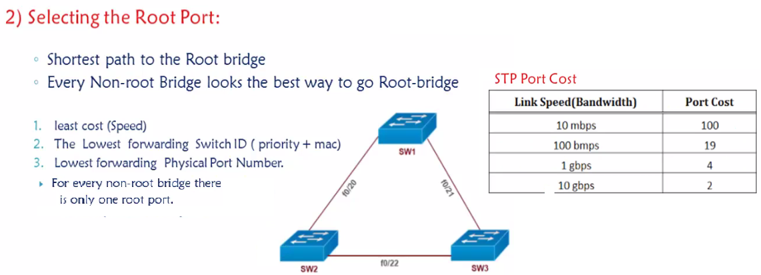 2) Selecting the Root Port:
◦ Shortest path to the Root bridge
◦ Every Non-root Bridge looks the best way to go Root-bridge
1. least cost (Speed)
2. The Lowest forwarding Switch ID ( priority + mac)
3. Lowest forwarding Physical Port Number.
▸ For every non-root bridge there
is only one root port.
SW1
f0/20
f0/21
SW2
f0/22
SW3
STP Port Cost
Link Speed(Bandwidth) Port Cost
10 mbps 100
100 bmps 19
1 gbps 4
10 gbps 2